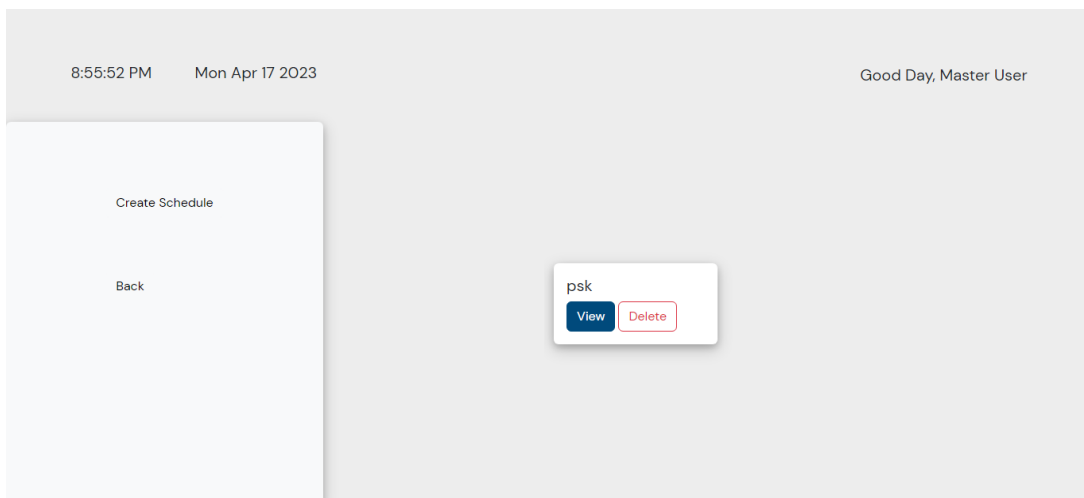 8:55:52 PM Mon Apr 17 2023
Good Day, Master User
Create Schedule
Back
psk
View Delete